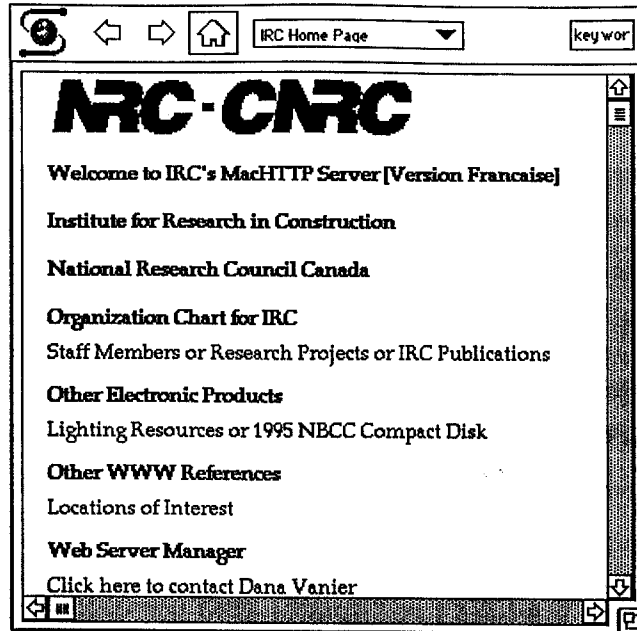 IRC Home Page
keywor
NRC-CNRC
Welcome to IRC's MacHTTP Server [Version Francaise]
Institute for Research in Construction
National Research Council Canada
Organization Chart for IRC
Staff Members or Research Projects or IRC Publications
Other Electronic Products
Lighting Resources or 1995 NBCC Compact Disk
Other WWW References
Locations of Interest
Web Server Manager
Click here to contact Dana Vanier